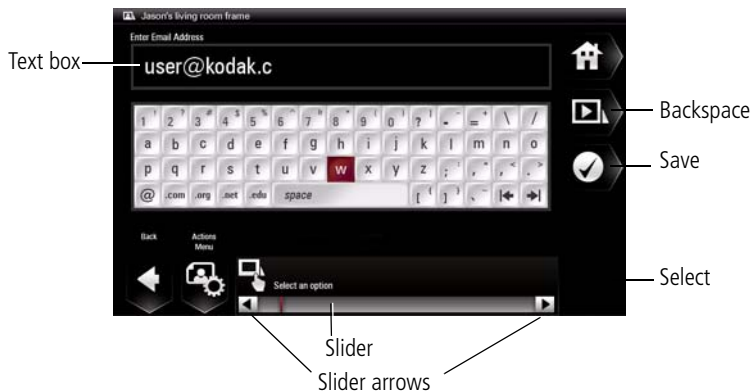 Jason's living room frame
Enter Email Address
Text box
user@kodak.c
1 ' 2 ? 3 # 4 $ 5 % 6 ^ 7 8 * 9 ( 0 ) ? ! - = + \ /
Backspace
a b c d e f g h i j k l m n o
Save
p q r s t u v w x y z ; : , . >
@ .com .org .net .edu space [ { ] } ~
Back
Actions
Menu
Select an option
Select
Slider
Slider arrows